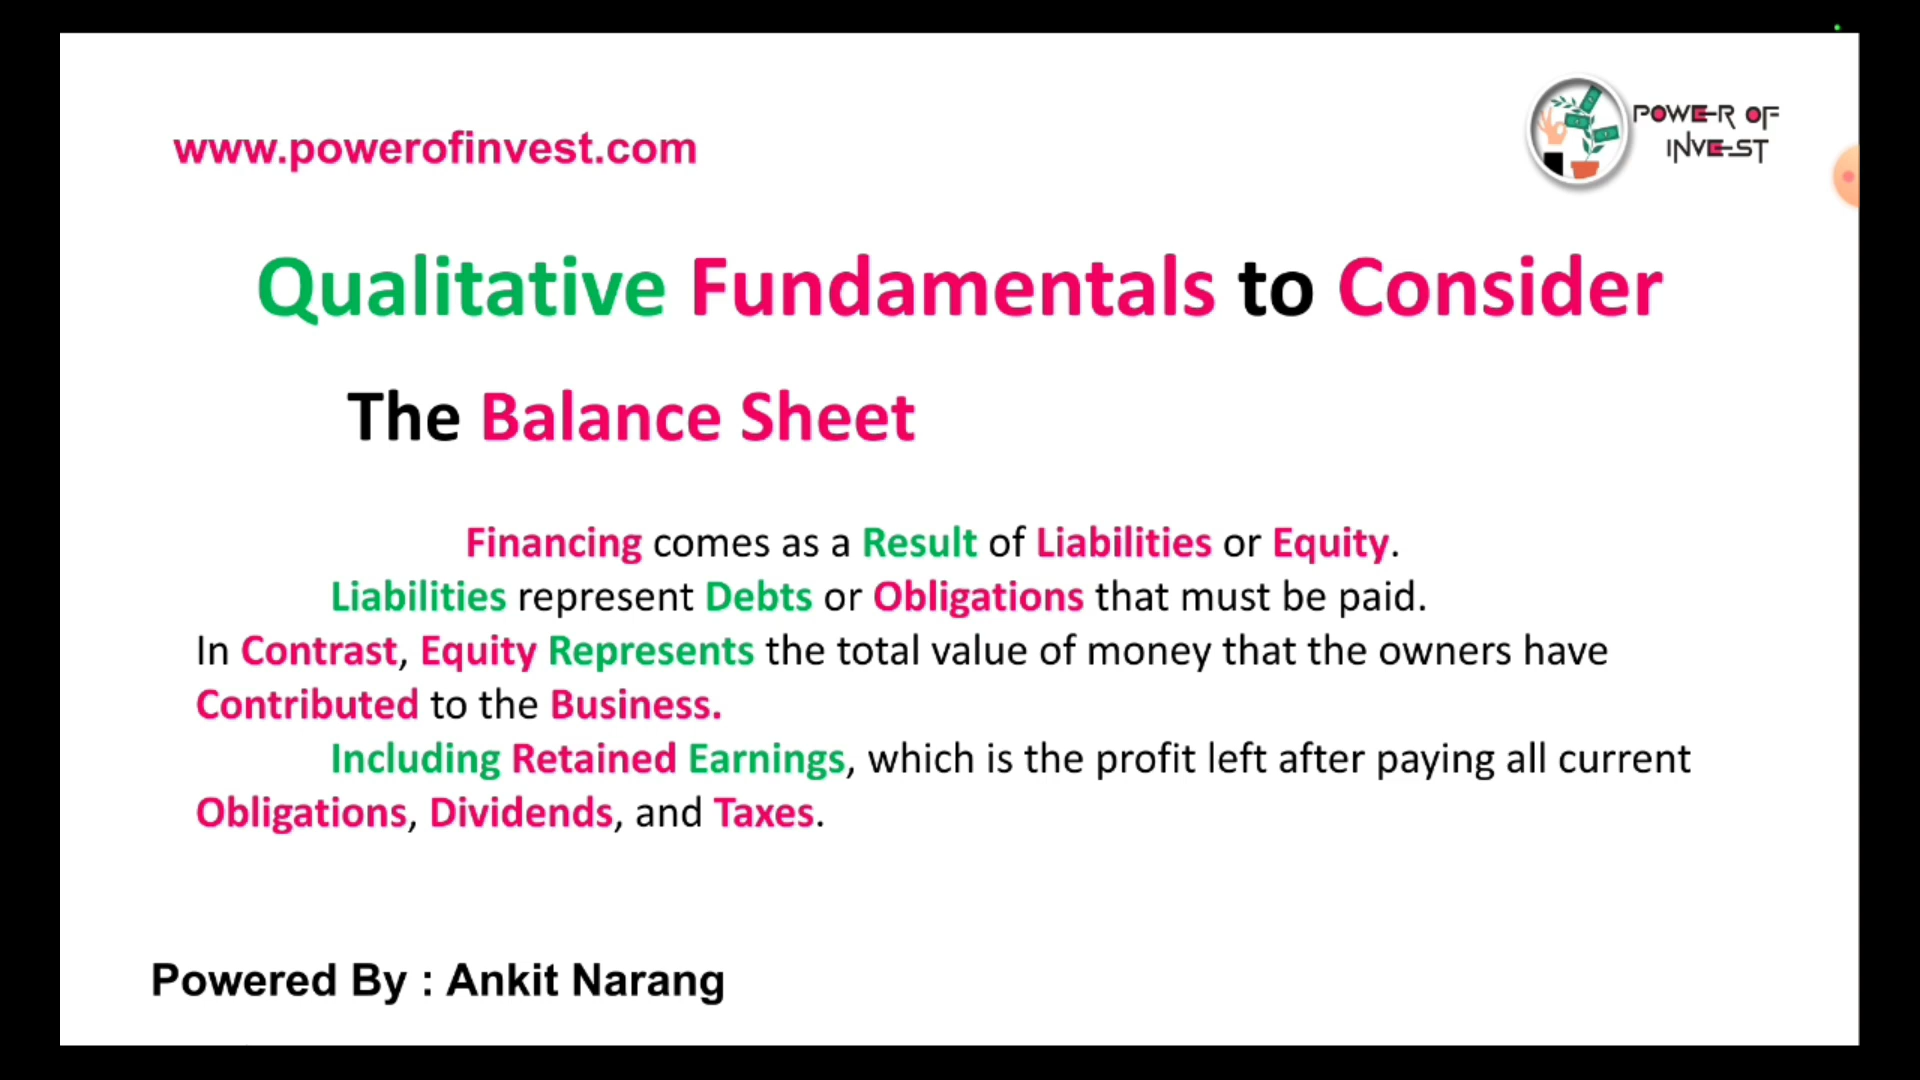 www.powerofinvest.com
POWER OF
INVEST
Qualitative Fundamentals to Consider
The Balance Sheet
Financing comes as a Result of Liabilities or Equity.
Liabilities represent Debts or Obligations that must be paid.
In Contrast, Equity Represents the total value of money that the owners have
Contributed to the Business.
Including Retained Earnings, which is the profit left after paying all current
Obligations, Dividends, and Taxes.
Powered By : Ankit Narang